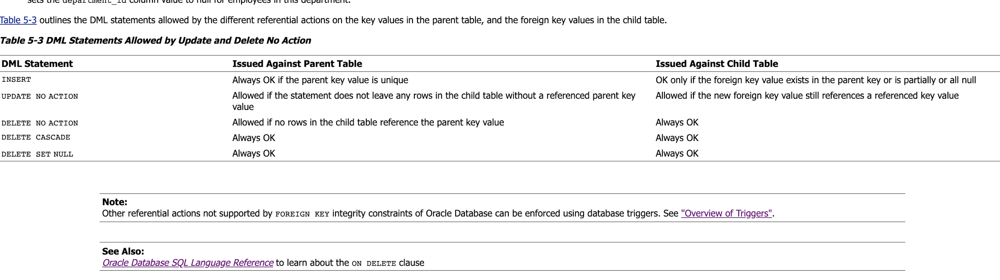 sets the department_id column value to null for employees in this department.
Table 5-3 outlines the DML statements allowed by the different referential actions on the key values in the parent table, and the foreign key values in the child table.
Table 5-3 DML Statements Allowed by Update and Delete No Action
DML Statement Issued Against Parent Table Issued Against Child Table
INSERT Always OK if the parent key value is unique OK only if the foreign key value exists in the parent key or is partially or all null
UPDATE NO ACTION Allowed if the statement does not leave any rows in the child table without a referenced parent key Allowed if the new foreign key value still references a referenced key value
value
DELETE NO ACTION Allowed if no rows in the child table reference the parent key value Always OK
DELETE CASCADE Always OK Always OK
DELETE SET NULL Always OK Always OK
Note:
Other referential actions not supported by FOREIGN KEY integrity constraints of Oracle Database can be enforced using database triggers. See "Overview of Triggers".
See Also:
Oracle Database SQL Language Reference to learn about the ON DELETE clause